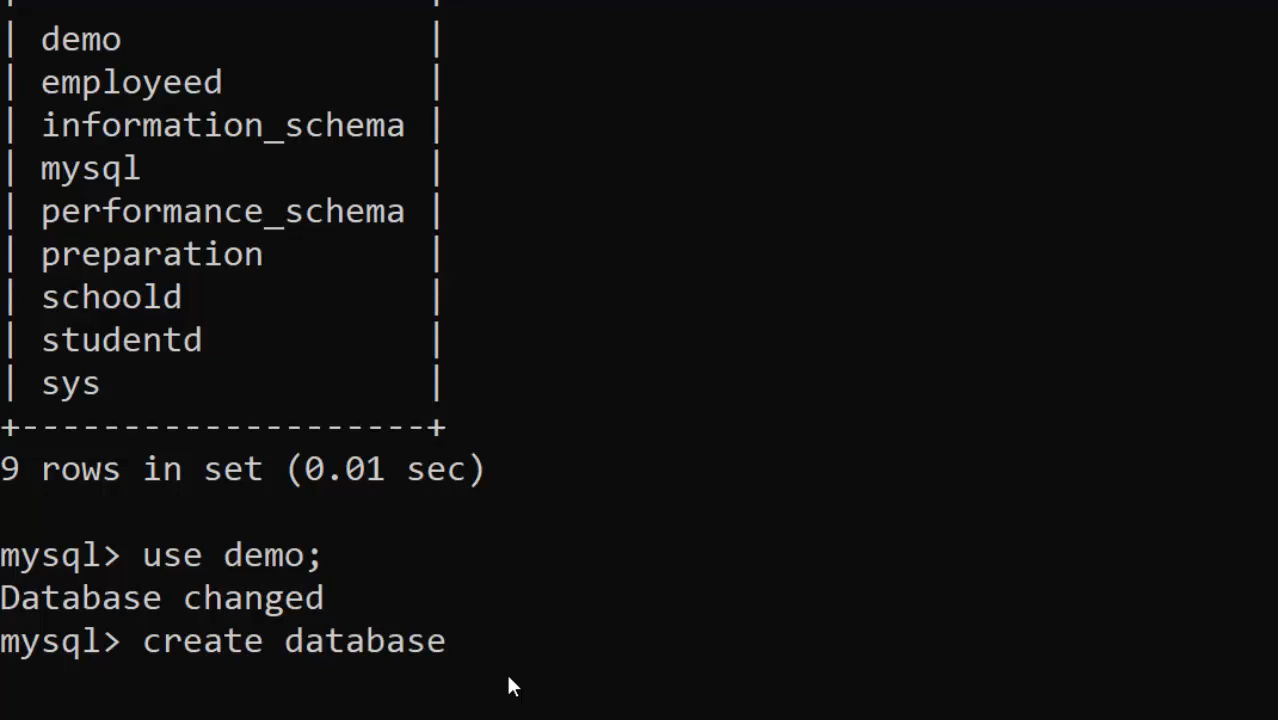 | demo               |
| employeed          |
| information_schema |
| mysql              |
| performance_schema |
| preparation        |
| schoold            |
| studentd           |
| sys                |
+--------------------+
9 rows in set (0.01 sec)
mysql> use demo;
Database changed
mysql> create database